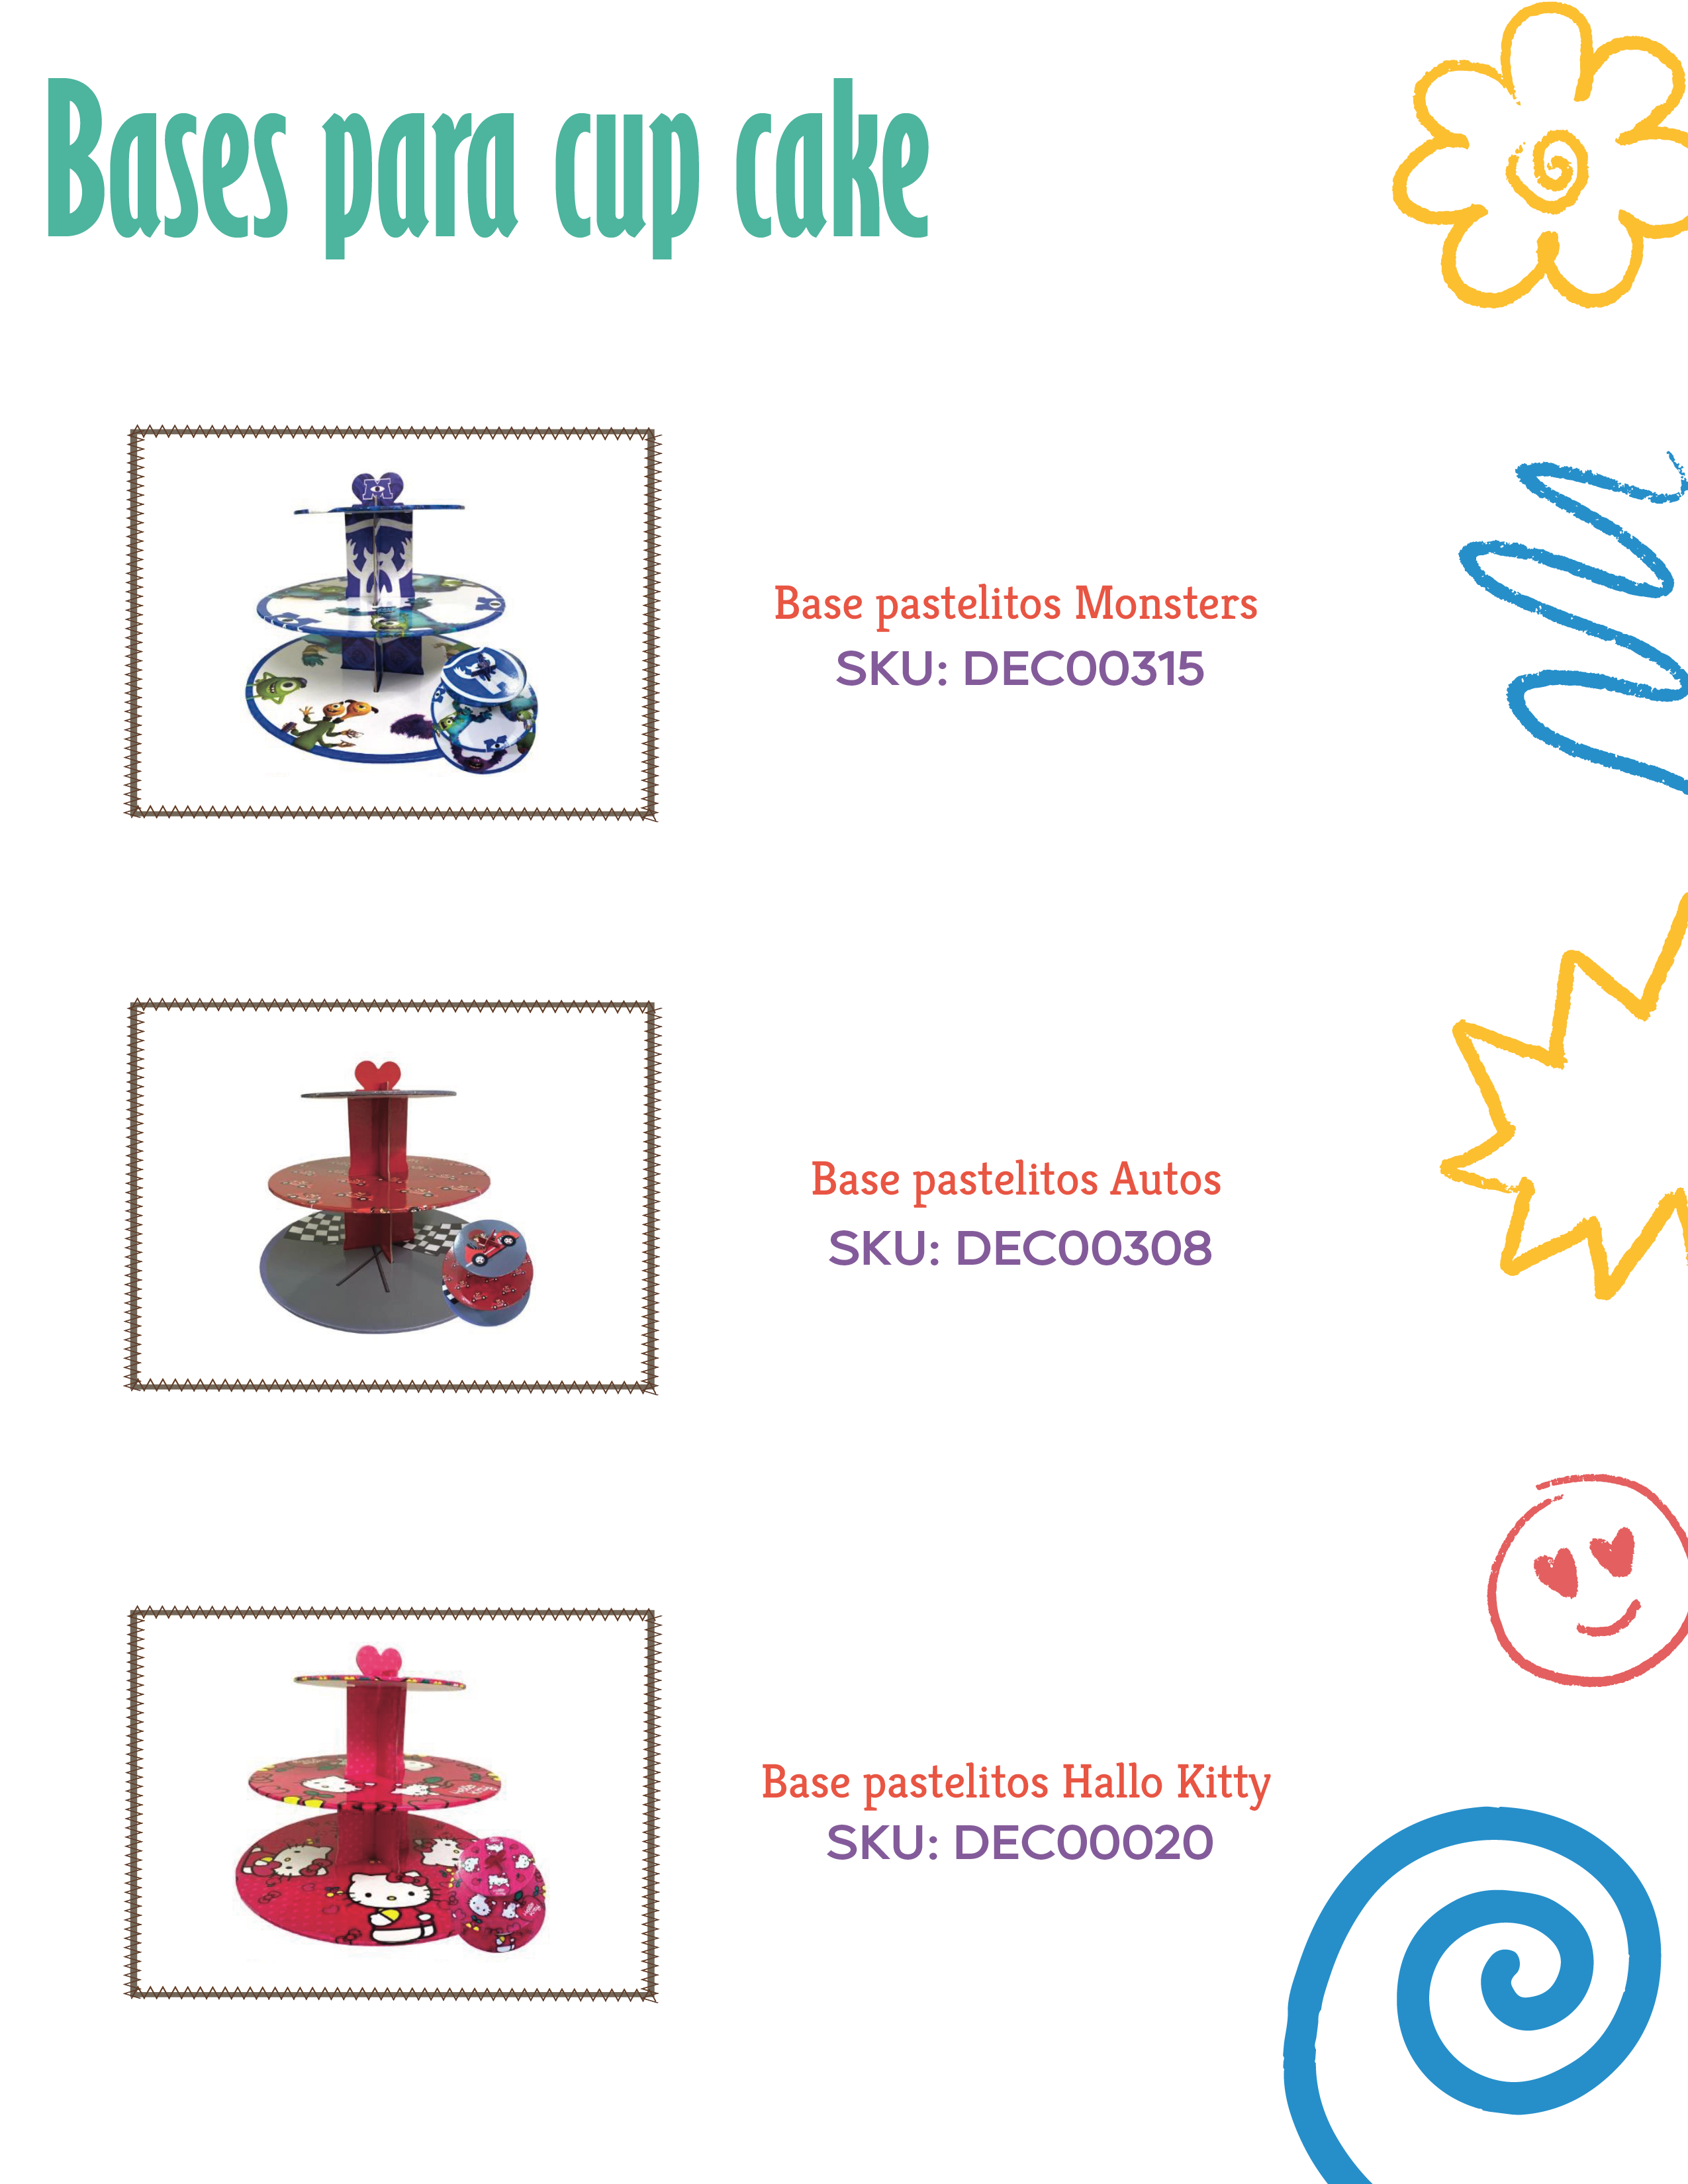 Bases para cup cake
Base pastelitos Monsters
SKU: DEC00315
Base pastelitos Autos
SKU: DEC00308
Base pastelitos Hallo Kitty
SKU: DEC00020